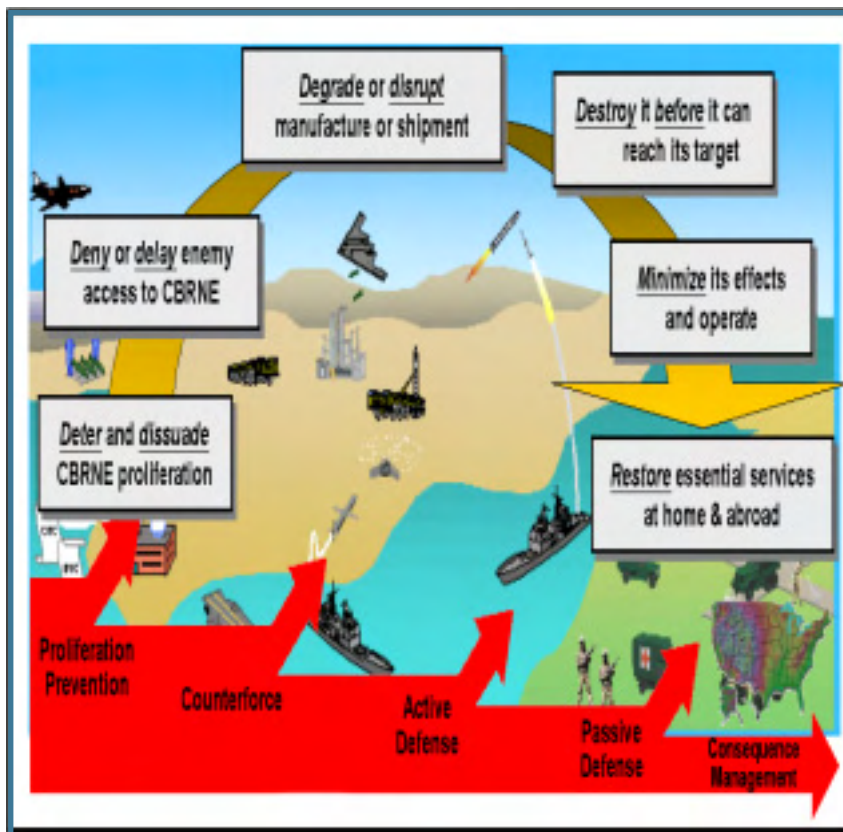 Degrade or disrupt
manufacture or shipment
Destroy it before it can
reach its target
Deny or delay enemy
access to CBRNE
Minimize its effects
and operate
Deter and dissuade
CBRNE proliferation
Restore essential services
at home & abroad
Proliferation
Prevention
Counterforce
Active
Defense
Passive
Defense
Consequence
Management